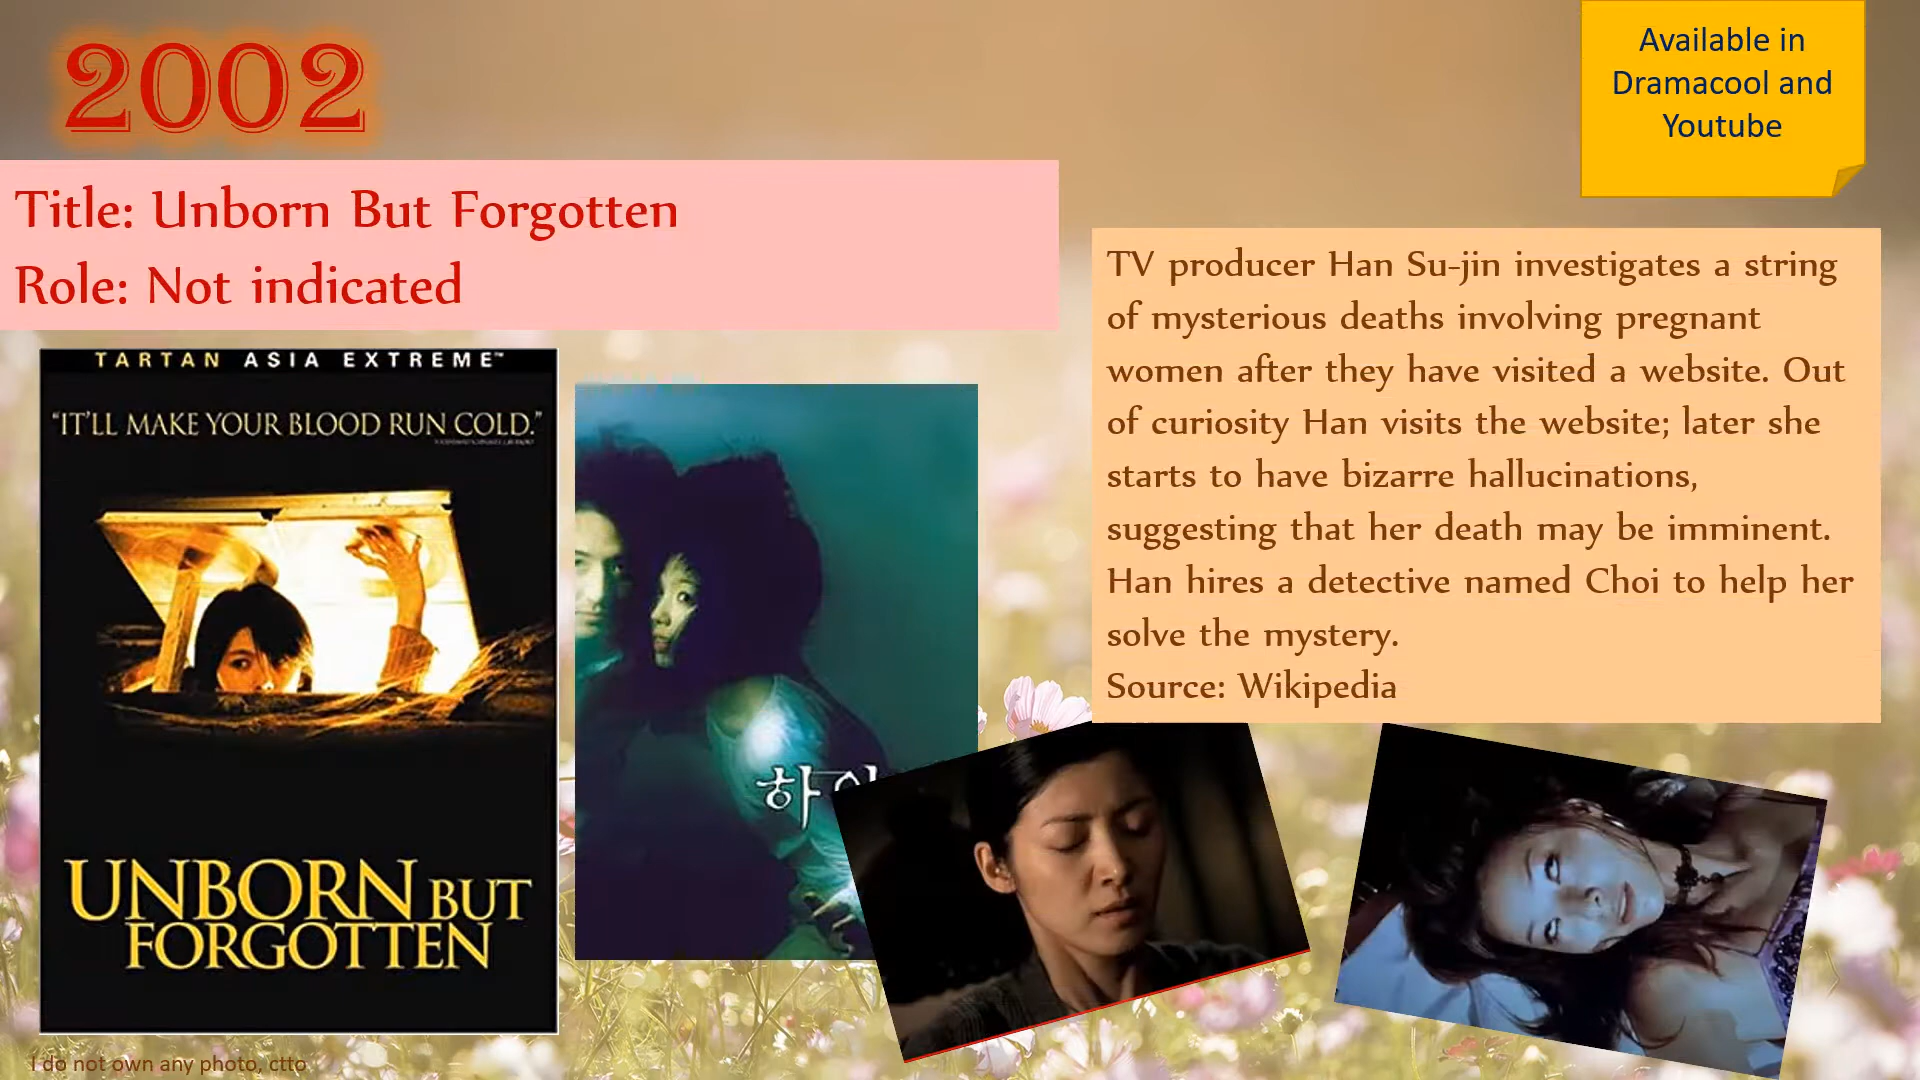 2002
Available in
Dramacool and
Youtube
Title: Unborn But Forgotten
Role: Not indicated
TV producer Han Su-jin investigates a string
of mysterious deaths involving pregnant
women after they have visited a website. Out
of curiosity Han visits the website; later she
starts to have bizarre hallucinations,
suggesting that her death may be imminent.
Han hires a detective named Choi to help her
solve the mystery.
Source: Wikipedia
TARTAN ASIA EXTREME™
"IT'LL MAKE YOUR BLOOD RUN COLD."
UNBORN BUT
FORGOTTEN
하
I do not own any photo, ctto